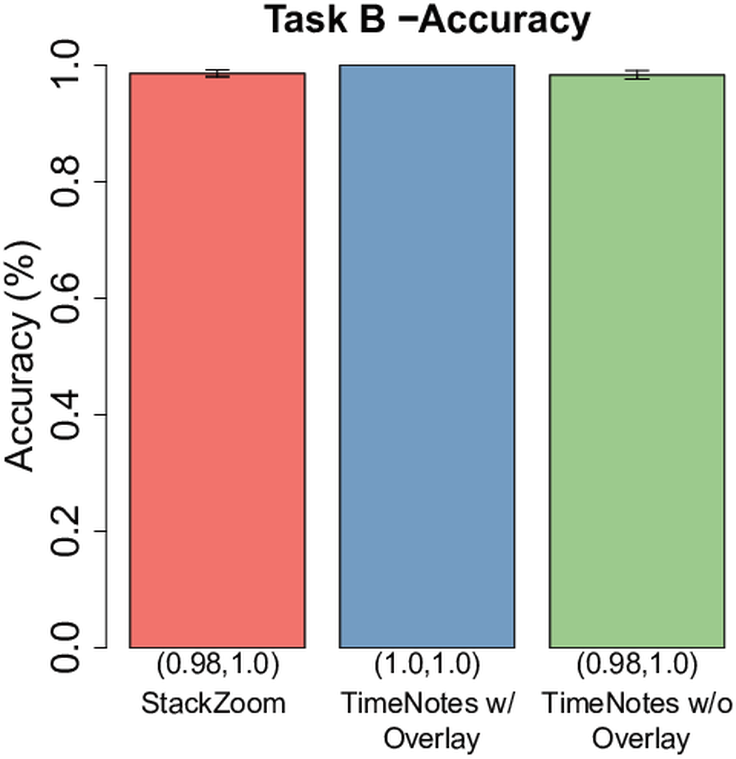 Task B −Accuracy
Accuracy (%)
1.0
0.8
0.6
0.4
0.2
0.0
(0.98,1.0) (1.0,1.0) (0.98,1.0)
StackZoom TimeNotes w/ TimeNotes w/o
Overlay Overlay